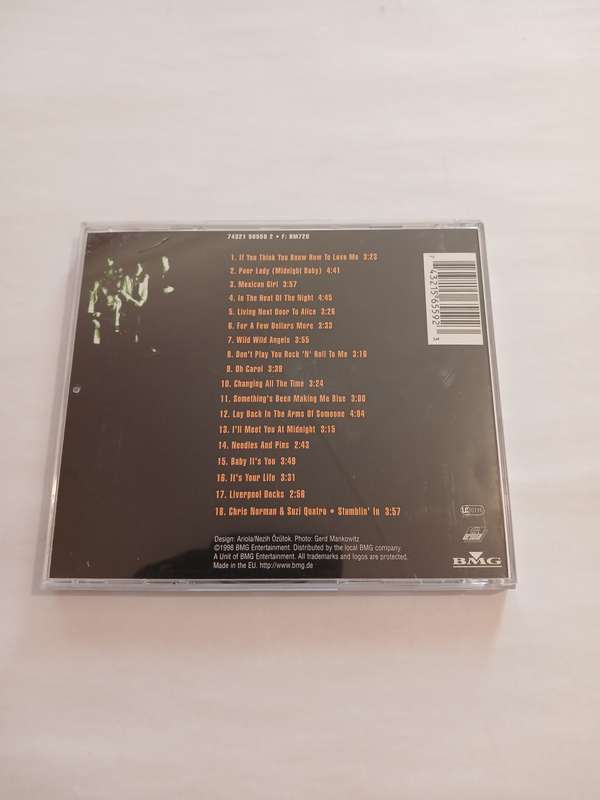 74321 56559 2 • F: BM720
1. If You Think You Know How To Love Me 3:23
2. Poor Lady (Midnight Baby) 4:41
3. Mexican Girl 3:57
4. In The Heat Of The Night 4:45
5. Living Next Door To Alice 3:26
6. For A Few Dollars More 3:33
7. Wild Wild Angels 3:55
8. Don't Play You Rock 'N' Roll To Me 3:16
9. Oh Carol 3:39
10. Changing All The Time 3:24
11. Something's Been Making Me Blue 3:00
12. Lay Back In The Arms Of Someone 4:04
13. I'll Meet You At Midnight 3:15
14. Needles And Pins 2:43
15. Baby It's You 3:49
16. It's Your Life 3:31
17. Liverpool Docks 2:56
18. Chris Norman & Suzi Quatro • Stumblin' In 3:57
7 43215 65592 3
Design: Ariola/Nezih Özütok. Photo: Gerd Mankowitz
©1998 BMG Entertainment. Distributed by the local BMG company.
A Unit of BMG Entertainment. All trademarks and logos are protected.
Made in the EU. http://www.bmg.de
BMG